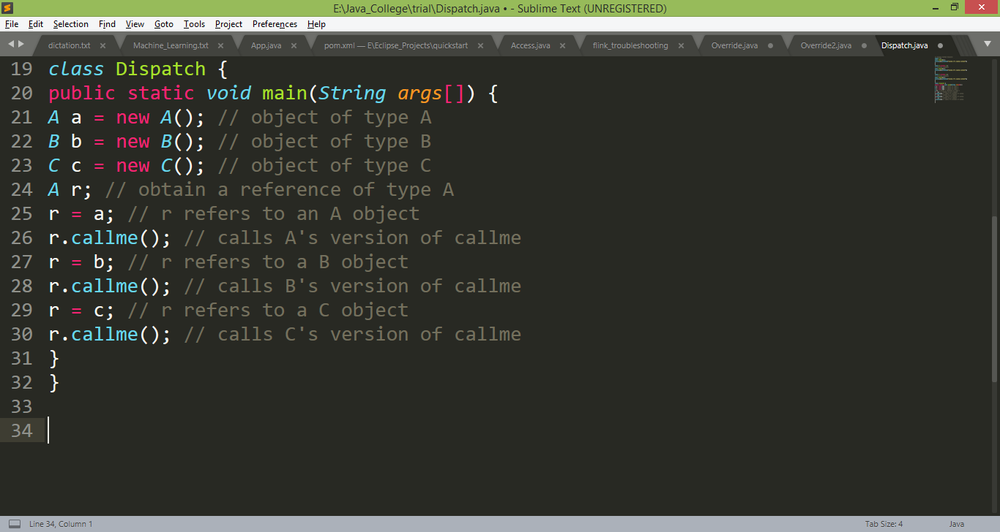 E:\Java_College\trial\Dispatch.java • - Sublime Text (UNREGISTERED)
File Edit Selection Find View Goto Tools Project Preferences Help
dictation.txt Machine_Learning.txt App.java pom.xml — E\Eclipse_Projects\quickstart Access.java flink_troubleshooting Override.java Override2.java Dispatch.java
19 class Dispatch {
20 public static void main(String args[]) {
21 A a = new A(); // object of type A
22 B b = new B(); // object of type B
23 C c = new C(); // object of type C
24 A r; // obtain a reference of type A
25 r = a; // r refers to an A object
26 r.callme(); // calls A's version of callme
27 r = b; // r refers to a B object
28 r.callme(); // calls B's version of callme
29 r = c; // r refers to a C object
30 r.callme(); // calls C's version of callme
31 }
32 }
33
34
Line 34, Column 1 Tab Size: 4 Java